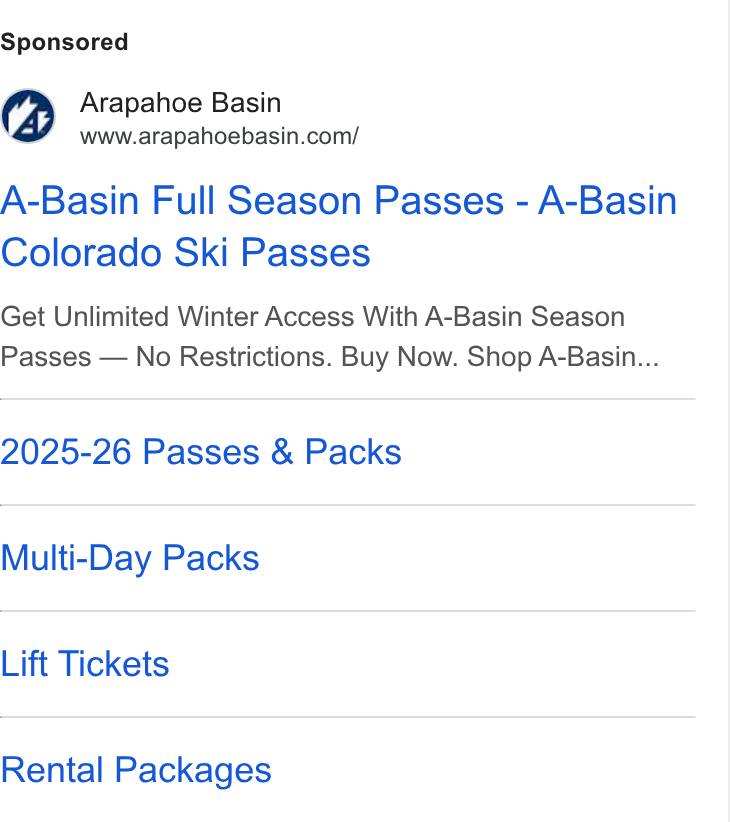 Sponsored
Arapahoe Basin
www.arapahoebasin.com/
A-Basin Full Season Passes - A-Basin
Colorado Ski Passes
Get Unlimited Winter Access With A-Basin Season
Passes — No Restrictions. Buy Now. Shop A-Basin...
2025-26 Passes & Packs
Multi-Day Packs
Lift Tickets
Rental Packages